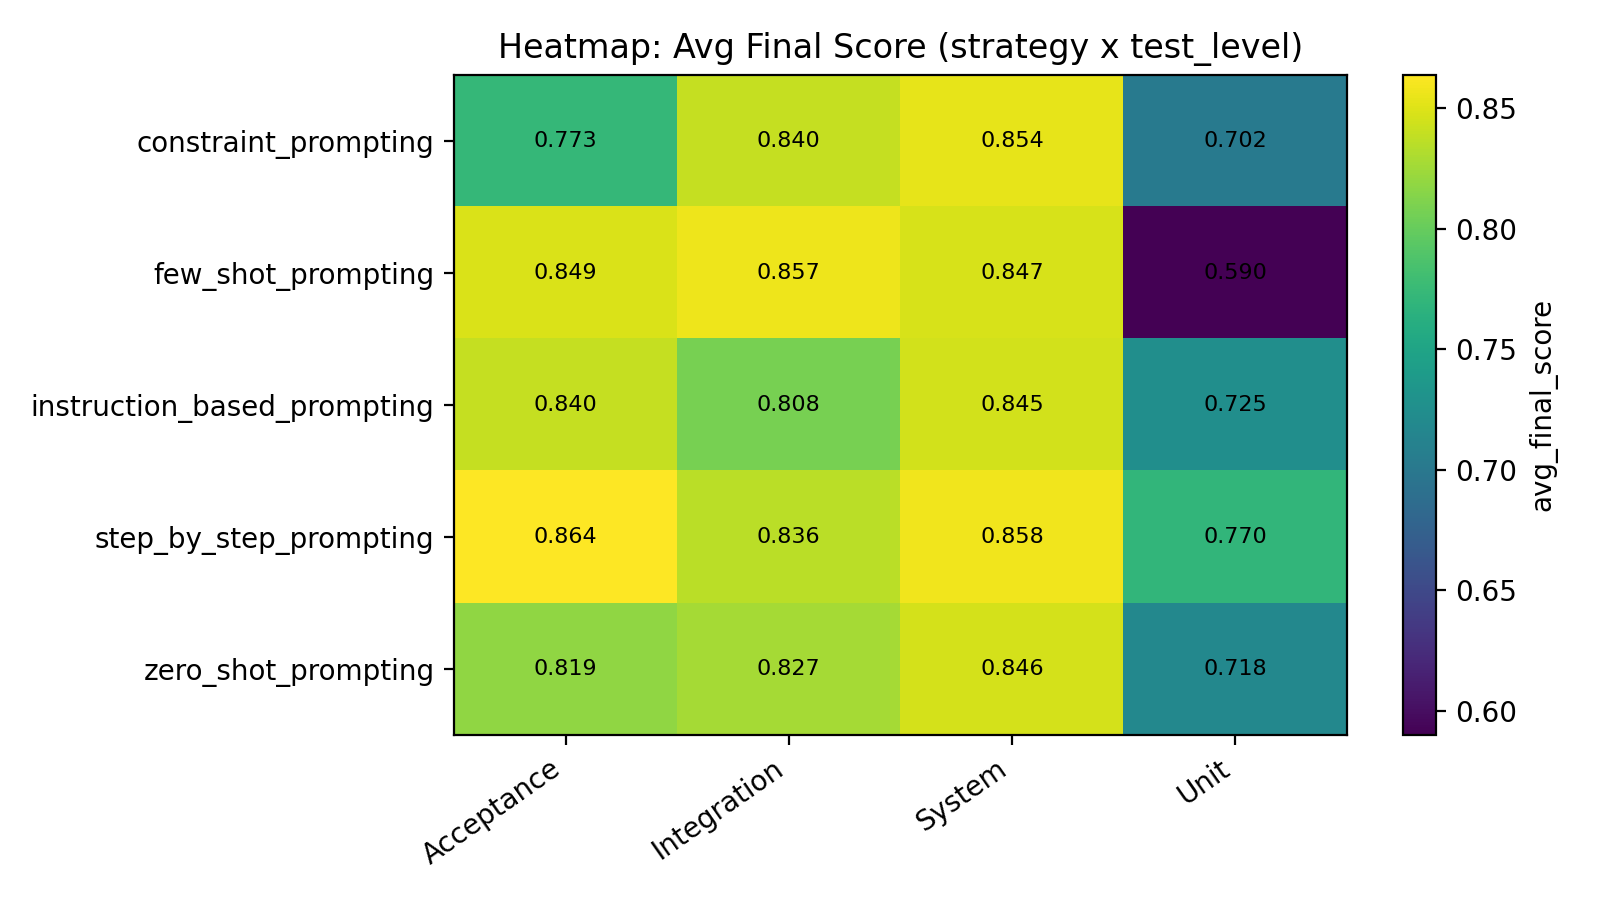 Heatmap: Avg Final Score (strategy x test_level)
constraint_prompting 0.773 0.840 0.854 0.702
few_shot_prompting 0.849 0.857 0.847 0.590
instruction_based_prompting 0.840 0.808 0.845 0.725
step_by_step_prompting 0.864 0.836 0.858 0.770
zero_shot_prompting 0.819 0.827 0.846 0.718
Acceptance Integration System Unit
0.85
0.80
0.75
0.70
0.65
0.60
avg_final_score